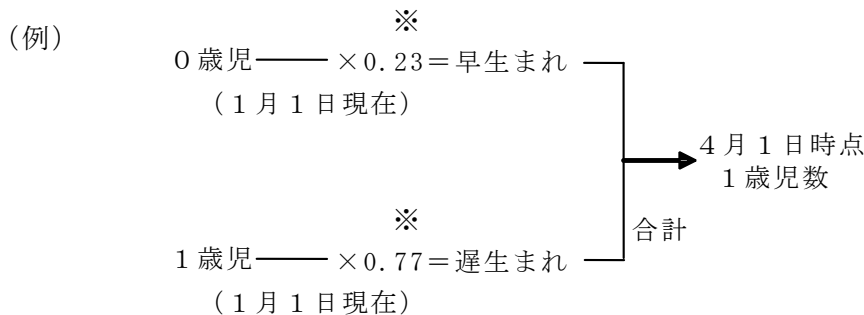 (例)
※
０歳児 ×0.23＝早生まれ
（１月１日現在）
４月１日時点
１歳児数
※
合計
１歳児 ×0.77＝遅生まれ
（１月１日現在）